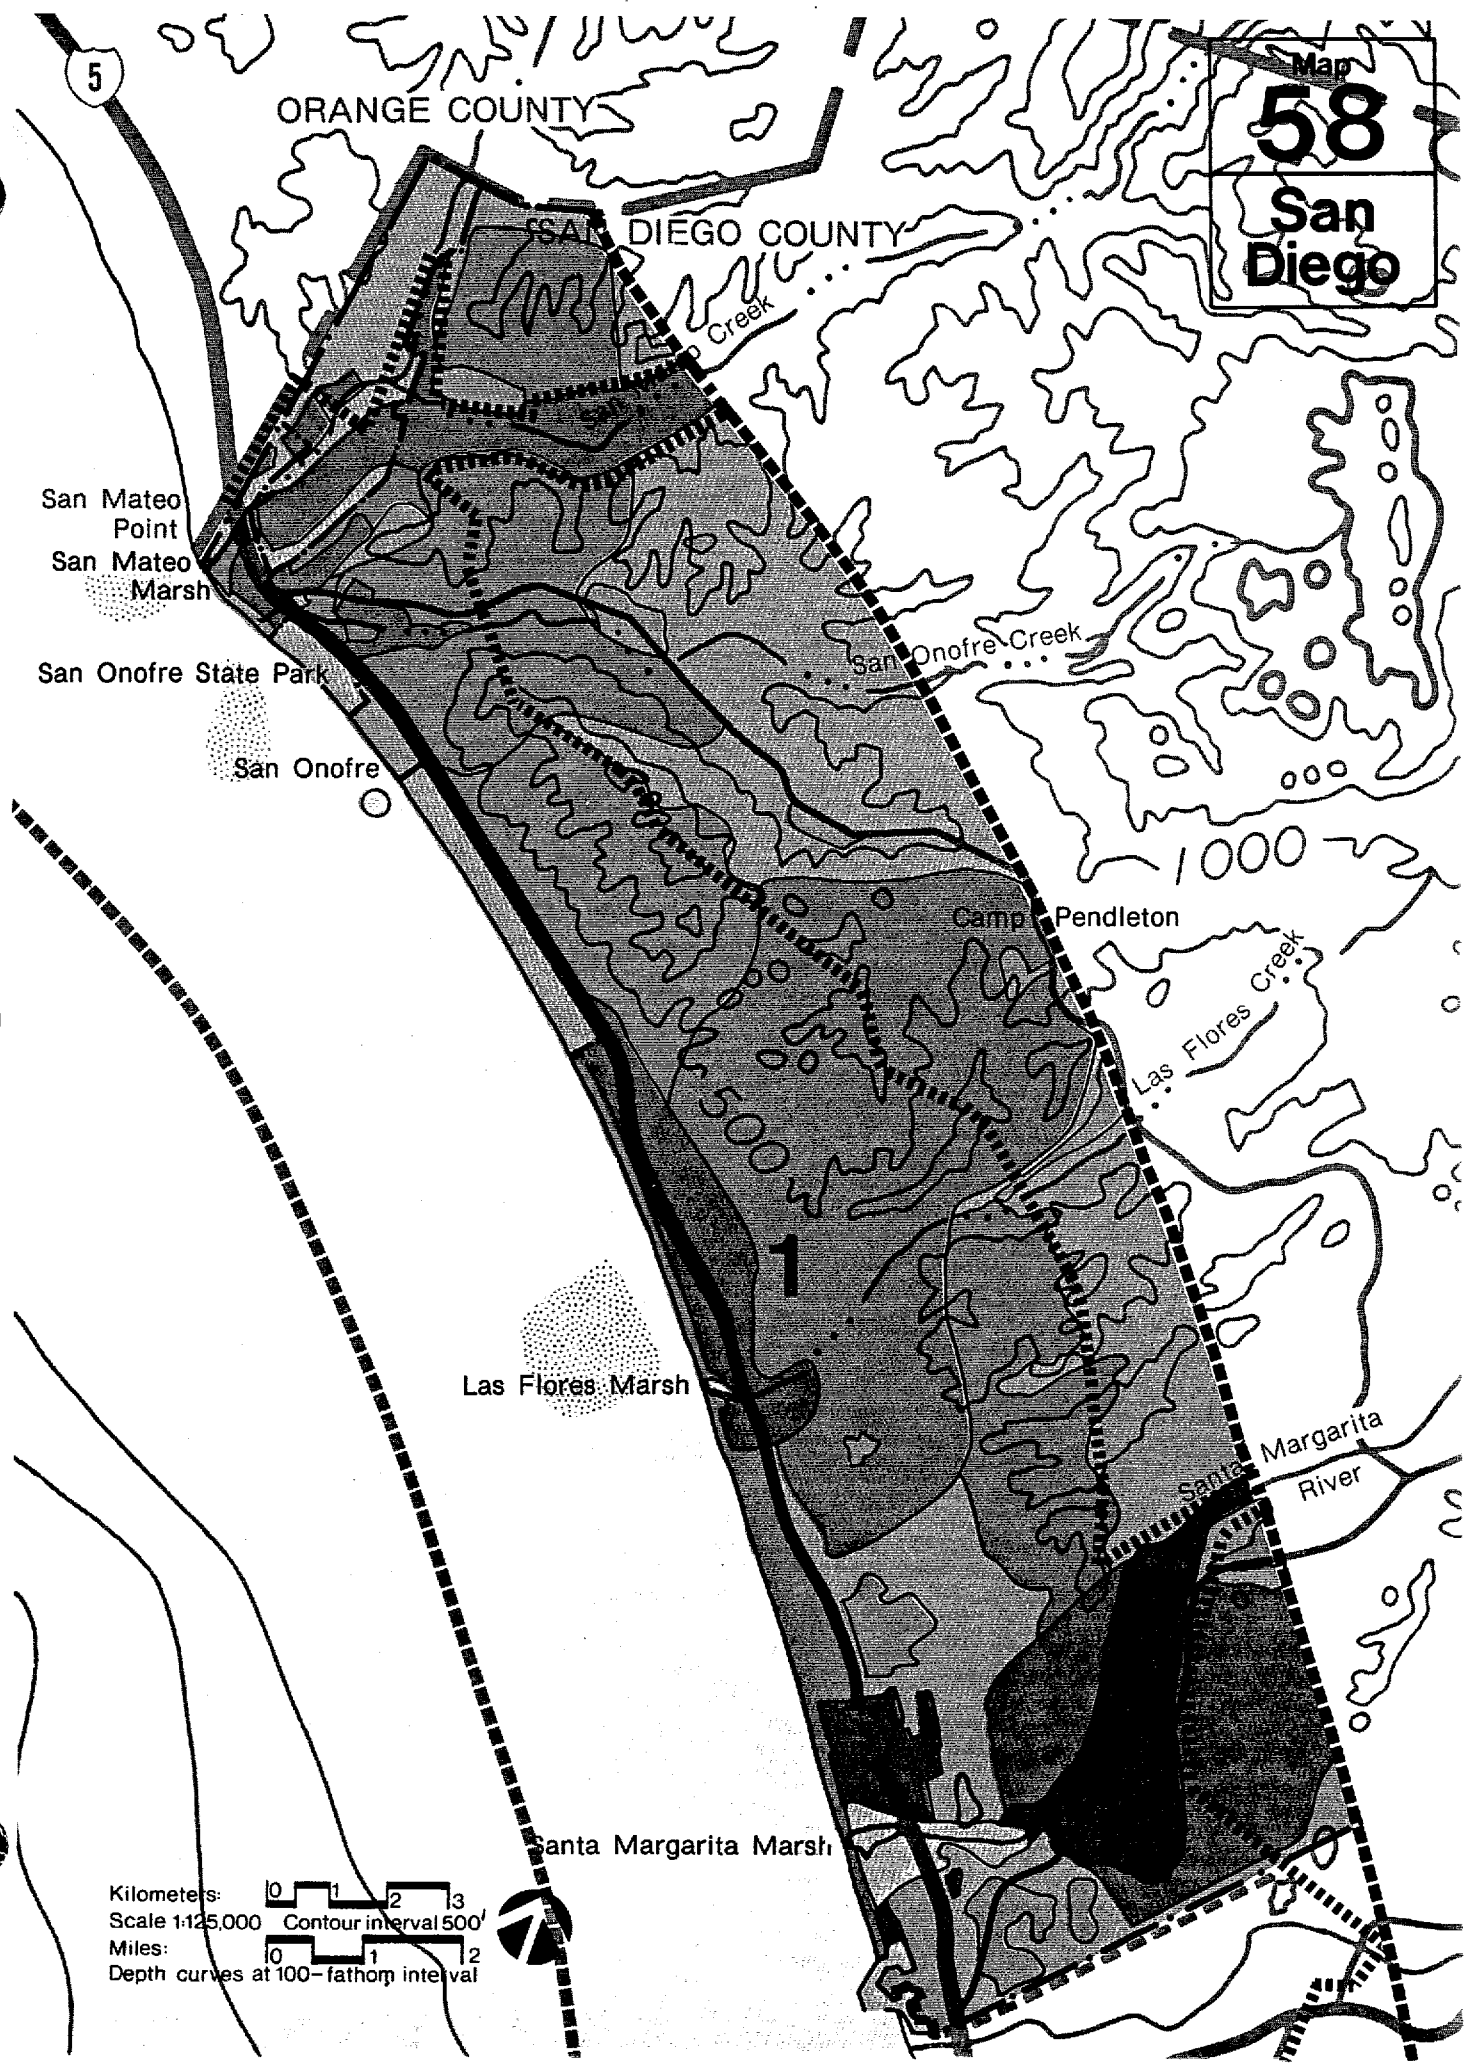 5
ORANGE COUNTY
Map
58
San
Diego
SAN DIEGO COUNTY
Creek
San
San Mateo
Point
San Mateo
Marsh
San Onofre Creek
San Onofre State Park
San Onofre
1000
Camp Pendleton
Las Flores Creek
500
1
Las Flores Marsh
Santa Margarita
River
Santa Margarita Marsh
Kilometers: 0 1 2 3
Scale 1:125,000 Contour interval 500'
Miles: 0 1 2
Depth curves at 100-fathom interval